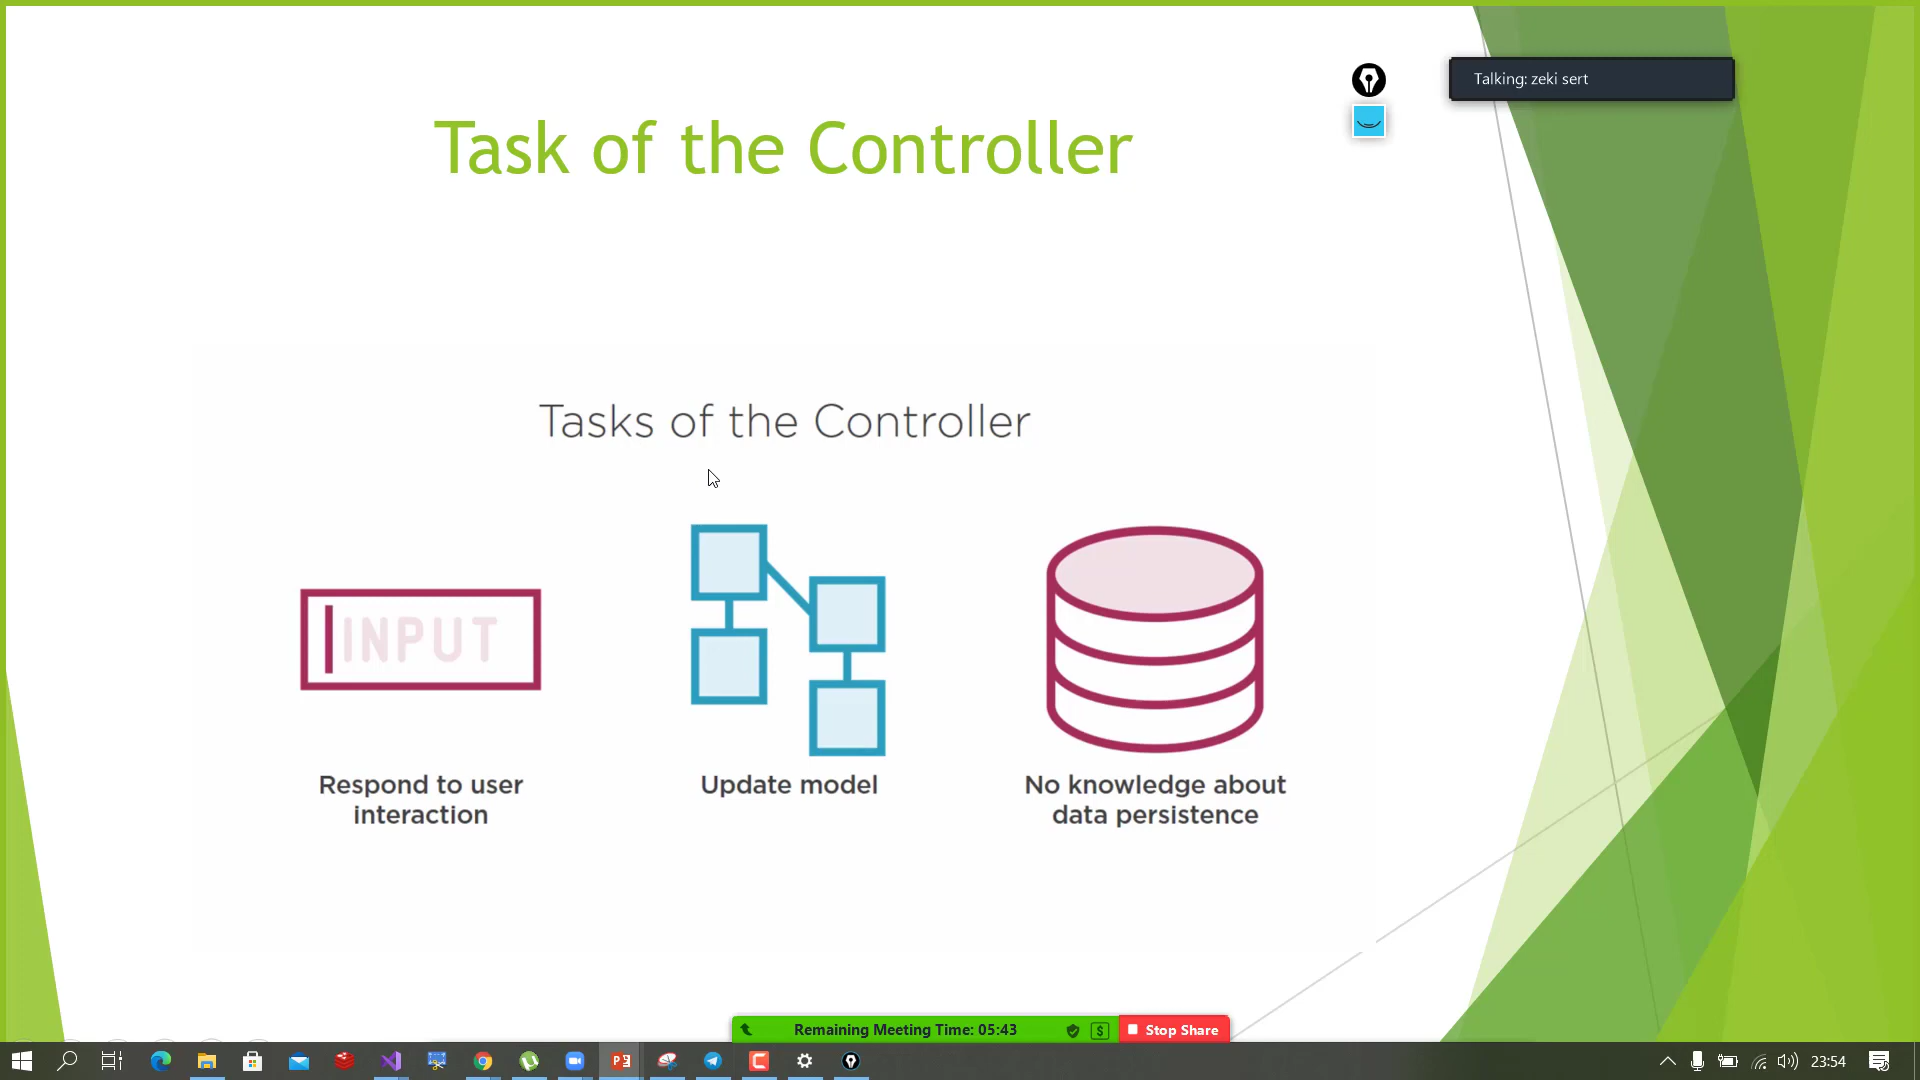 Talking: zeki sert
Task of the Controller
Tasks of the Controller
INPUT
Respond to user
interaction
Update model
No knowledge about
data persistence
Remaining Meeting Time: 05:43
$
Stop Share
23:54